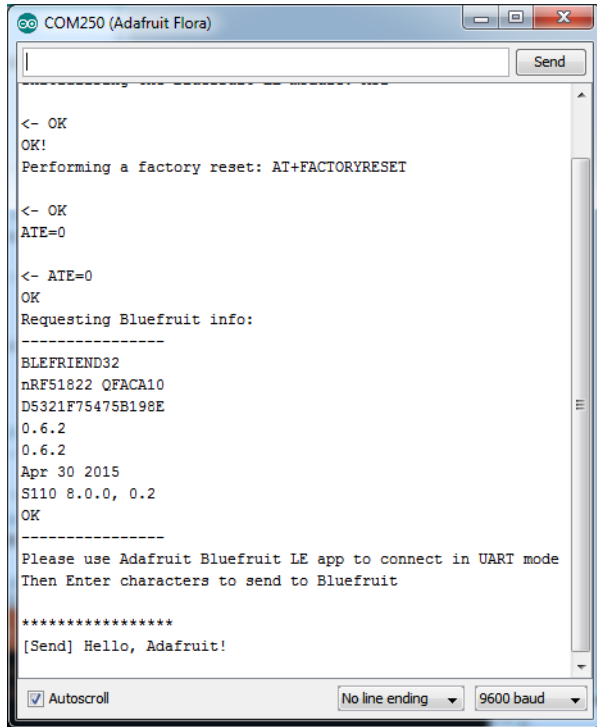 COM250 (Adafruit Flora)
Send
<- OK
OK!
Performing a factory reset: AT+FACTORYRESET
<- OK
ATE=0
<- ATE=0
OK
Requesting Bluefruit info:
----------------
BLEFRIEND32
nRF51822 QFACA10
D5321F75475B198E
0.6.2
0.6.2
Apr 30 2015
S110 8.0.0, 0.2
OK
----------------
Please use Adafruit Bluefruit LE app to connect in UART mode
Then Enter characters to send to Bluefruit
*****************
[Send] Hello, Adafruit!
Autoscroll
No line ending
9600 baud